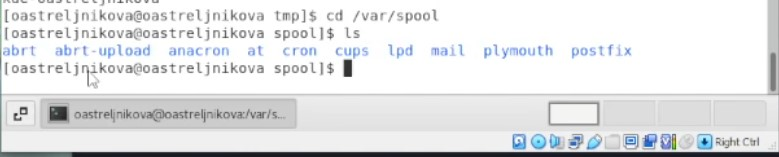 [oastreljnikova@oastreljnikova tmp]$ cd /var/spool
[oastreljnikova@oastreljnikova spool]$ ls
abrt abrt-upload anacron at cron cups lpd mail plymouth postfix
[oastreljnikova@oastreljnikova spool]$
oastreljnikova@oastreljnikova:/var/s...
Right Ctrl